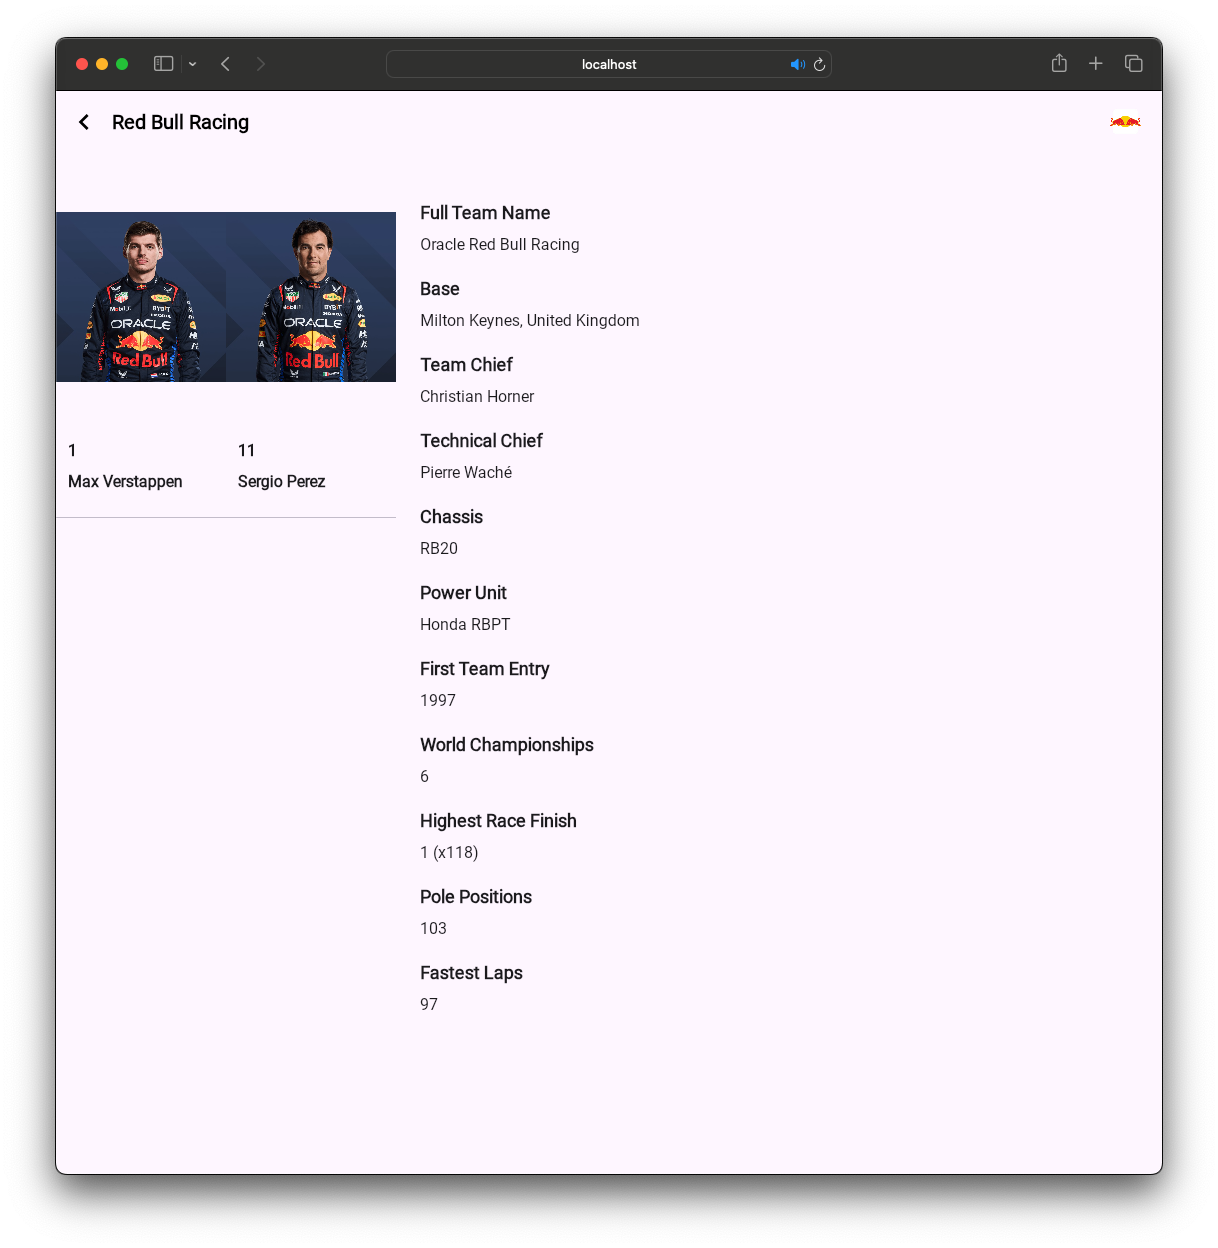 localhost
Red Bull Racing
Mobil 1
BYBIT
ORACLE
Red Bull
ORACLE
Red Bull
1
Max Verstappen
11
Sergio Perez
Full Team Name
Oracle Red Bull Racing
Base
Milton Keynes, United Kingdom
Team Chief
Christian Horner
Technical Chief
Pierre Waché
Chassis
RB20
Power Unit
Honda RBPT
First Team Entry
1997
World Championships
6
Highest Race Finish
1 (x118)
Pole Positions
103
Fastest Laps
97